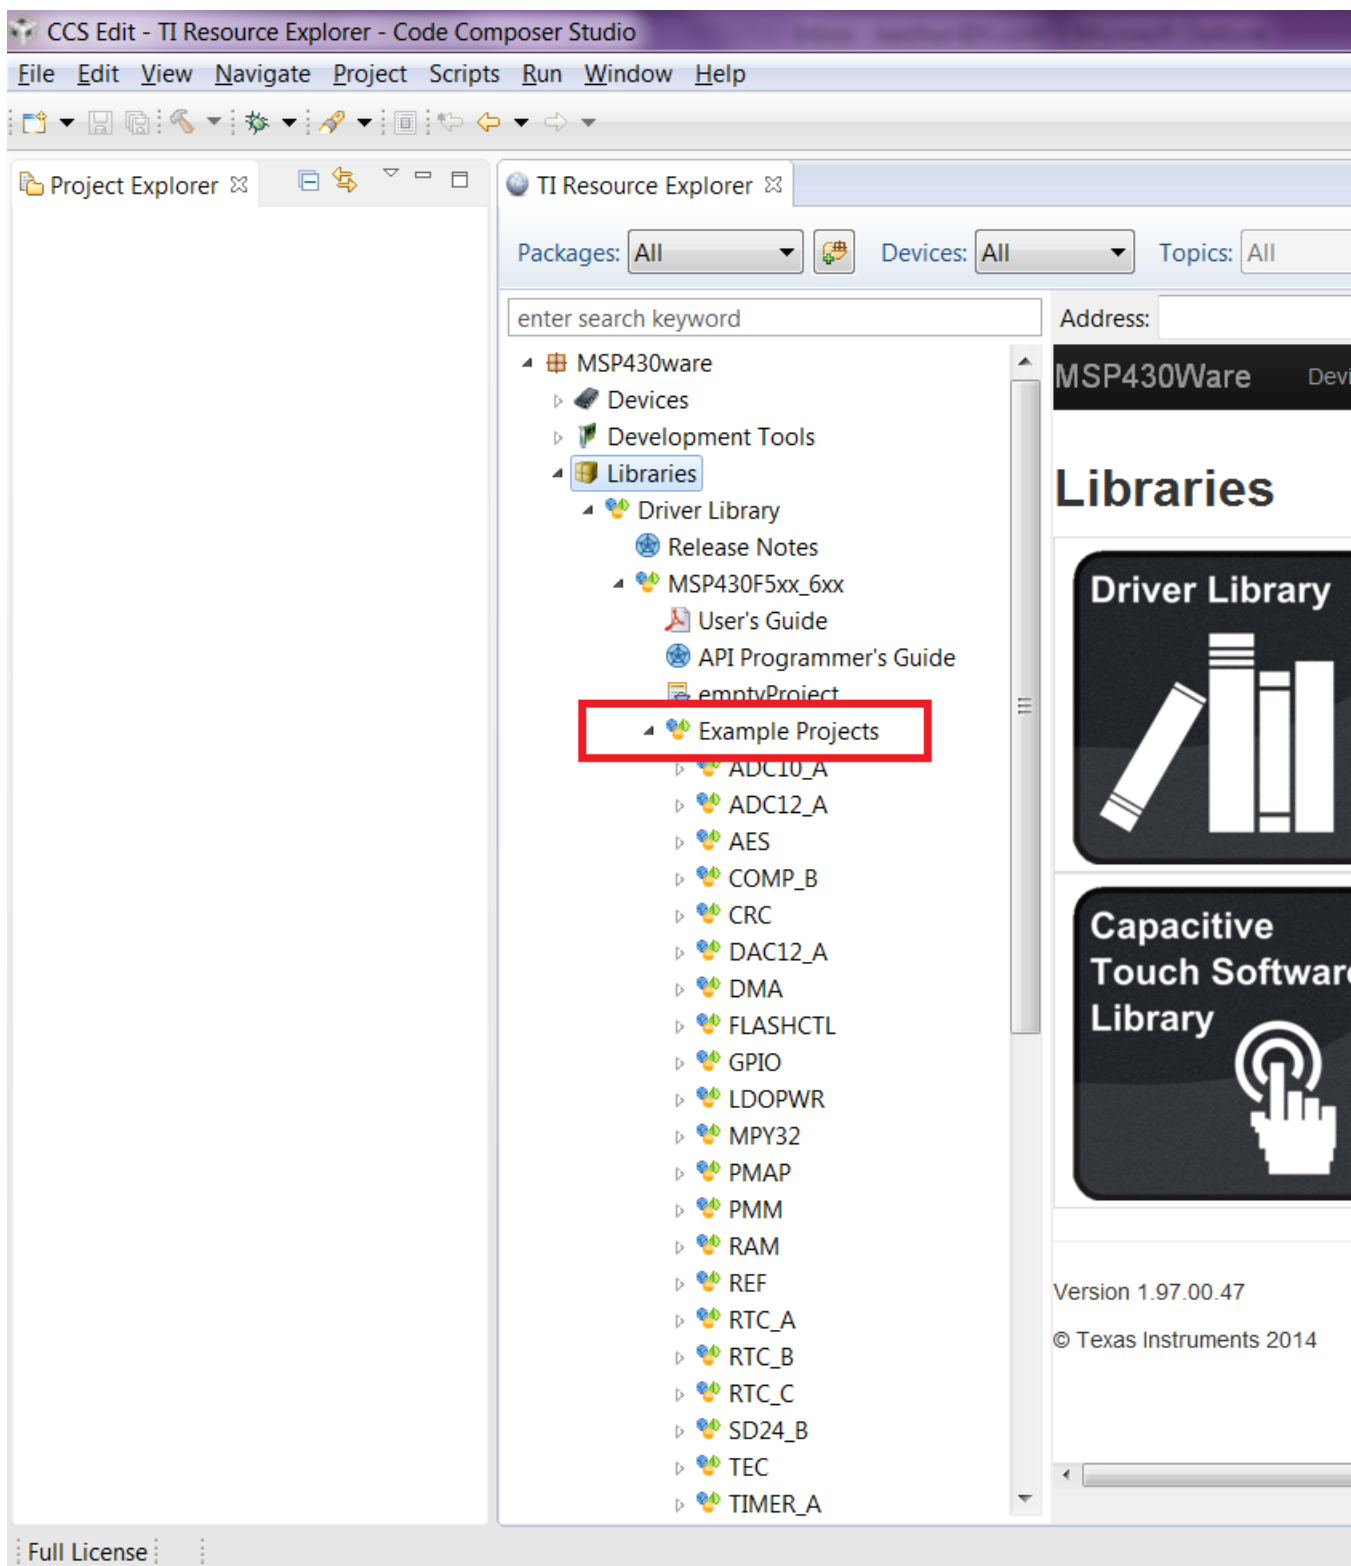 CCS Edit - TI Resource Explorer - Code Composer Studio
File Edit View Navigate Project Scripts Run Window Help
Project Explorer
TI Resource Explorer
Packages: All Devices: All Topics: All
enter search keyword
Address:
MSP430ware
Devices
Development Tools
Libraries
Driver Library
Release Notes
MSP430F5xx_6xx
User's Guide
API Programmer's Guide
emptyProject
Example Projects
ADC10_A
ADC12_A
AES
COMP_B
CRC
DAC12_A
DMA
FLASHCTL
GPIO
LDOPWR
MPY32
PMAP
PMM
RAM
REF
RTC_A
RTC_B
RTC_C
SD24_B
TEC
TIMER_A
MSP430Ware Devi
Libraries
Driver Library
Capacitive
Touch Software
Library
Version 1.97.00.47
© Texas Instruments 2014
Full License